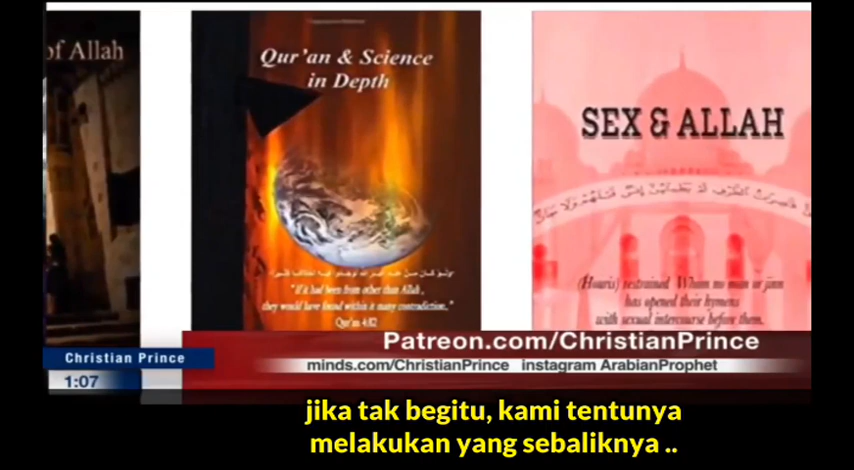 of Allah
Qur'an & Science
in Depth
"If it had been from other than Allah,
they would have found within it many contradiction."
Qur'an 4:82
SEX & ALLAH
(Houris) restrained Whom no man or jinn
has opened their hymens
with sexual intercourse before them.
Patreon.com/ChristianPrince
Christian Prince
minds.com/ChristianPrince instagram ArabianProphet
1:07
jika tak begitu, kami tentunya
melakukan yang sebaliknya ..